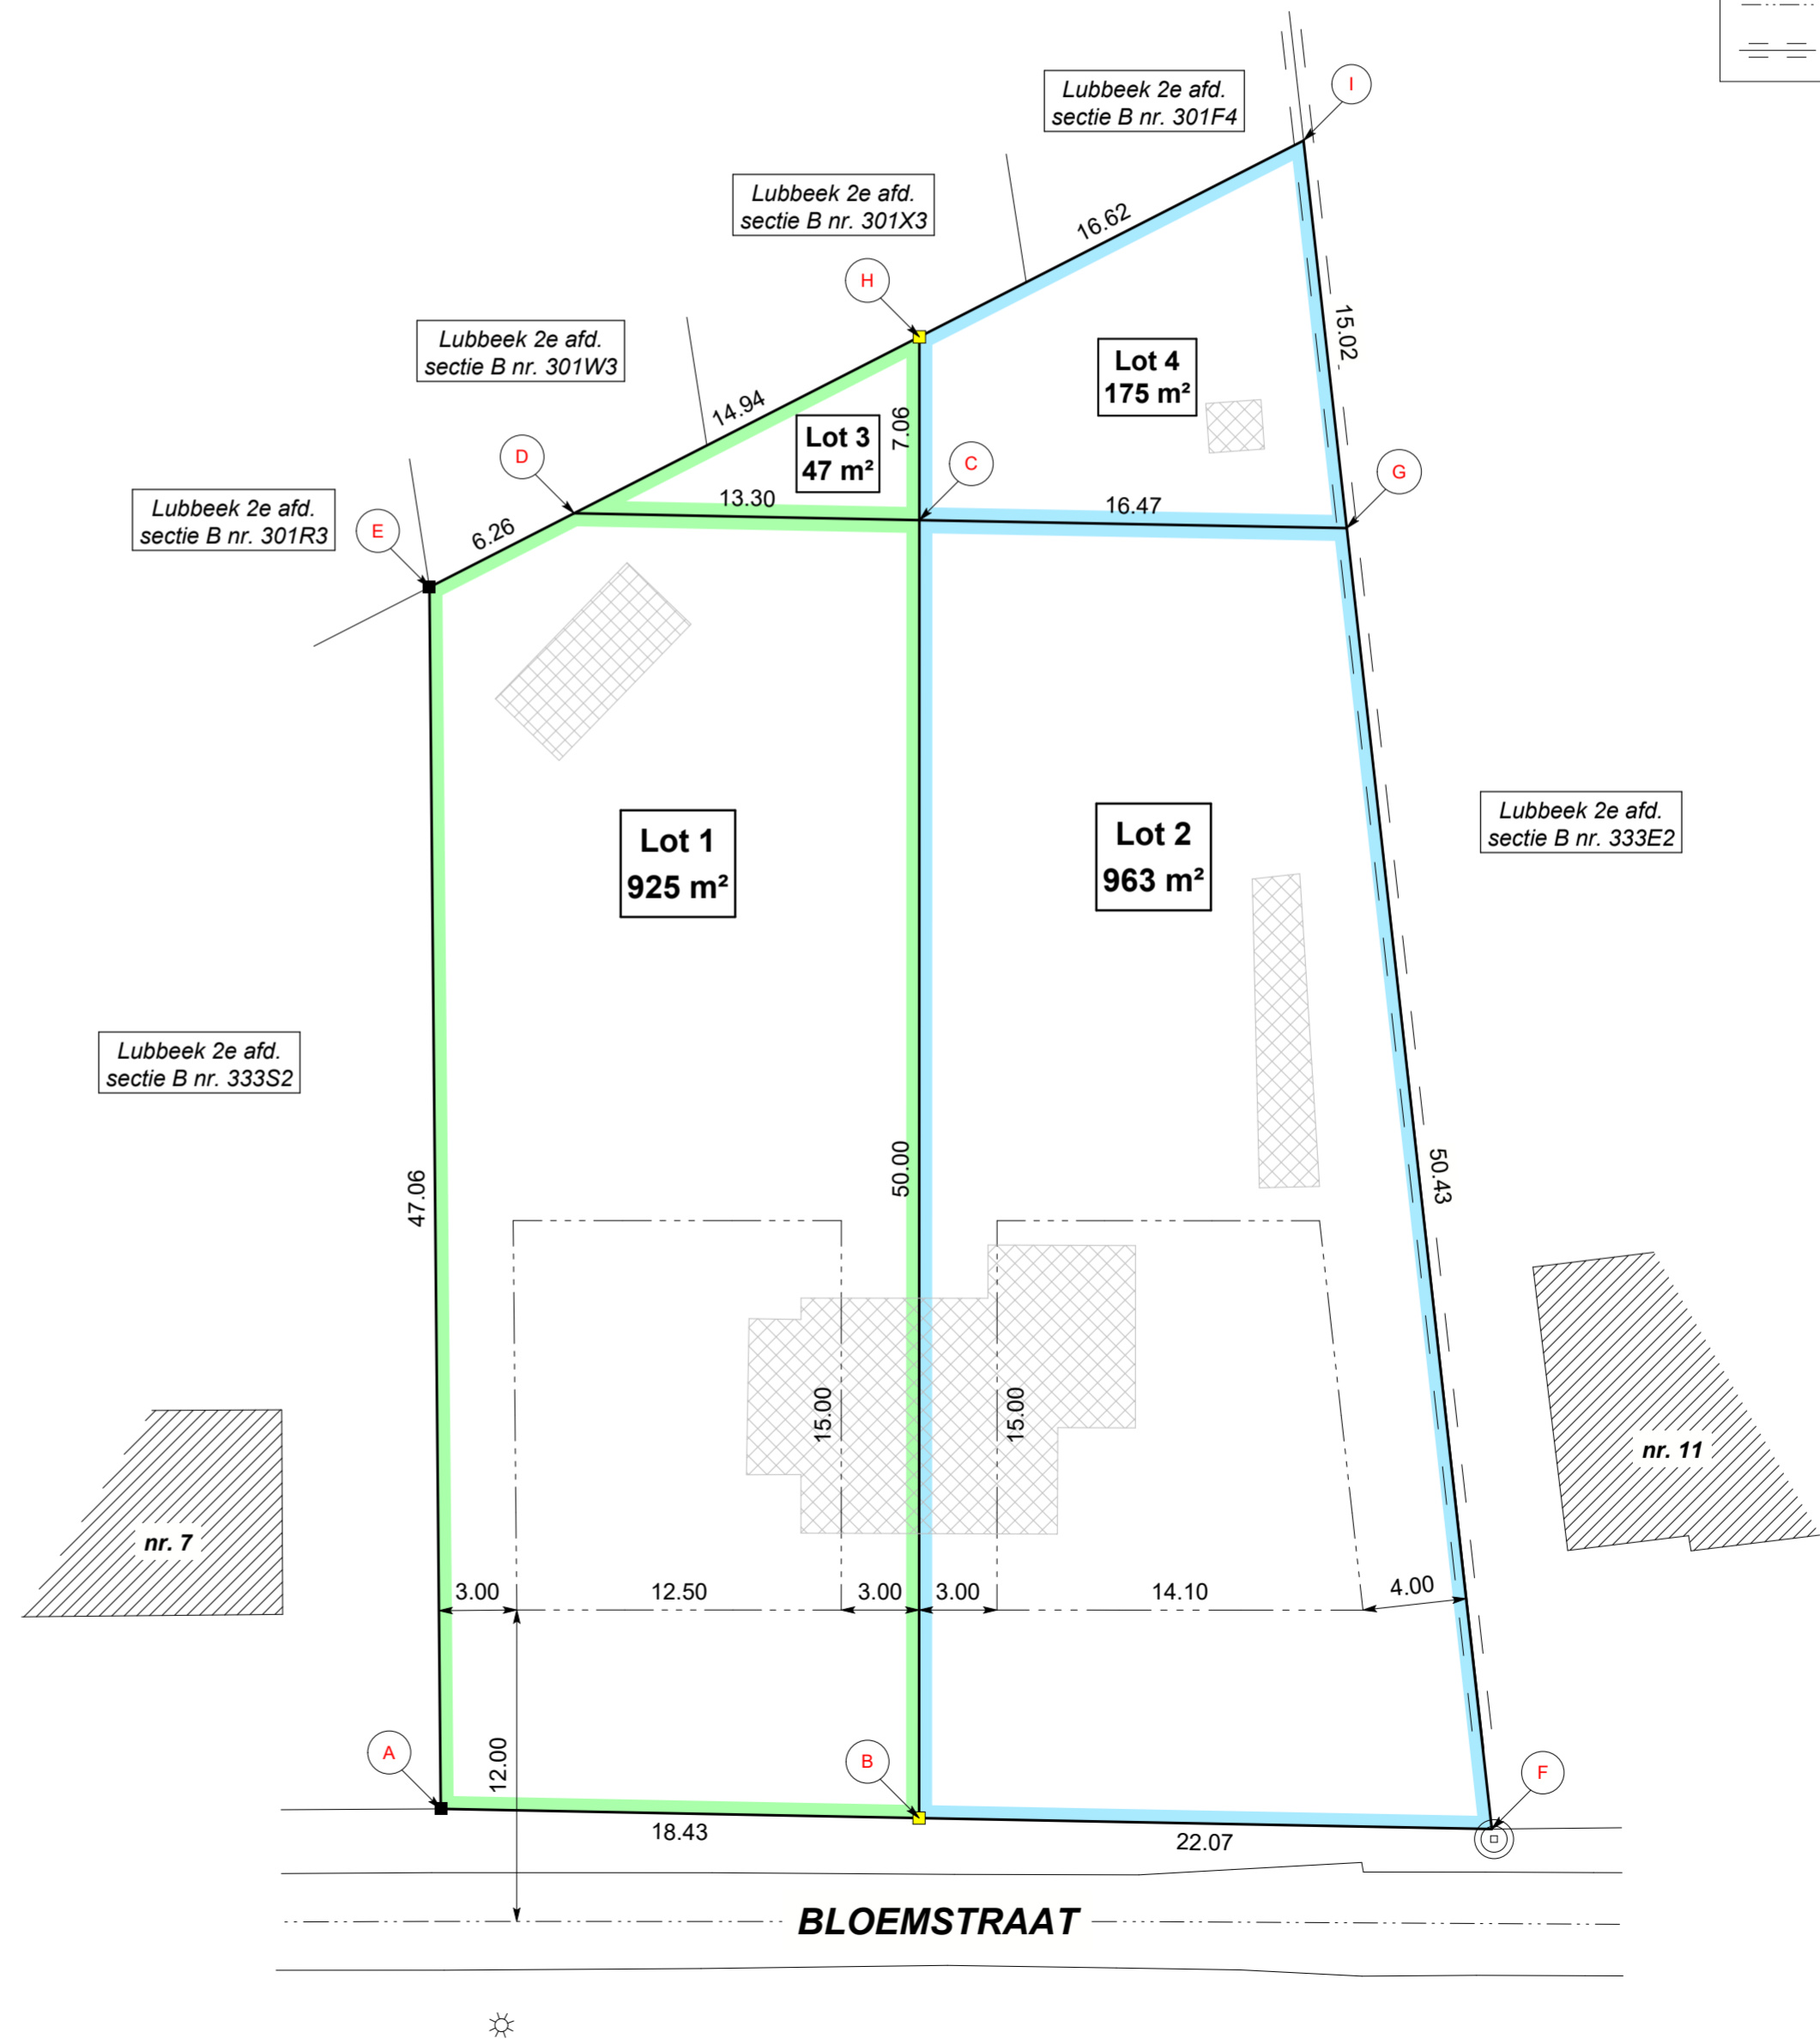 I
Lubbeek 2e afd.
sectie B nr. 301F4
Lubbeek 2e afd.
sectie B nr. 301X3
16.62
H
15.02
Lubbeek 2e afd.
sectie B nr. 301W3
Lot 4
175 m²
14.94
7.06
Lot 3
47 m²
D
C
G
Lubbeek 2e afd.
sectie B nr. 301R3
E
6.26
13.30
16.47
Lot 1
925 m²
Lot 2
963 m²
Lubbeek 2e afd.
sectie B nr. 333E2
Lubbeek 2e afd.
sectie B nr. 333S2
47.06
50.00
50.43
15.00
15.00
nr. 11
nr. 7
3.00
12.50
3.00
3.00
14.10
4.00
A
12.00
B
F
18.43
22.07
BLOEMSTRAAT